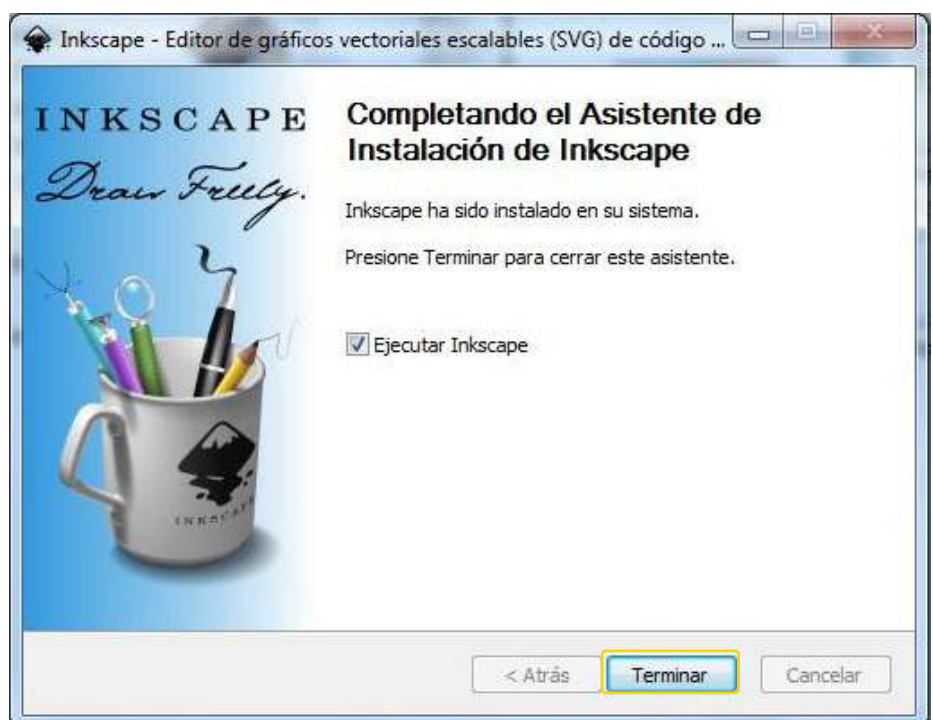 Inkscape - Editor de gráficos vectoriales escalables (SVG) de código ...
INKSCAPE
Draw Freely.
Completando el Asistente de
Instalación de Inkscape
Inkscape ha sido instalado en su sistema.
Presione Terminar para cerrar este asistente.
Ejecutar Inkscape
INKSCAPE
< Atrás
Terminar
Cancelar